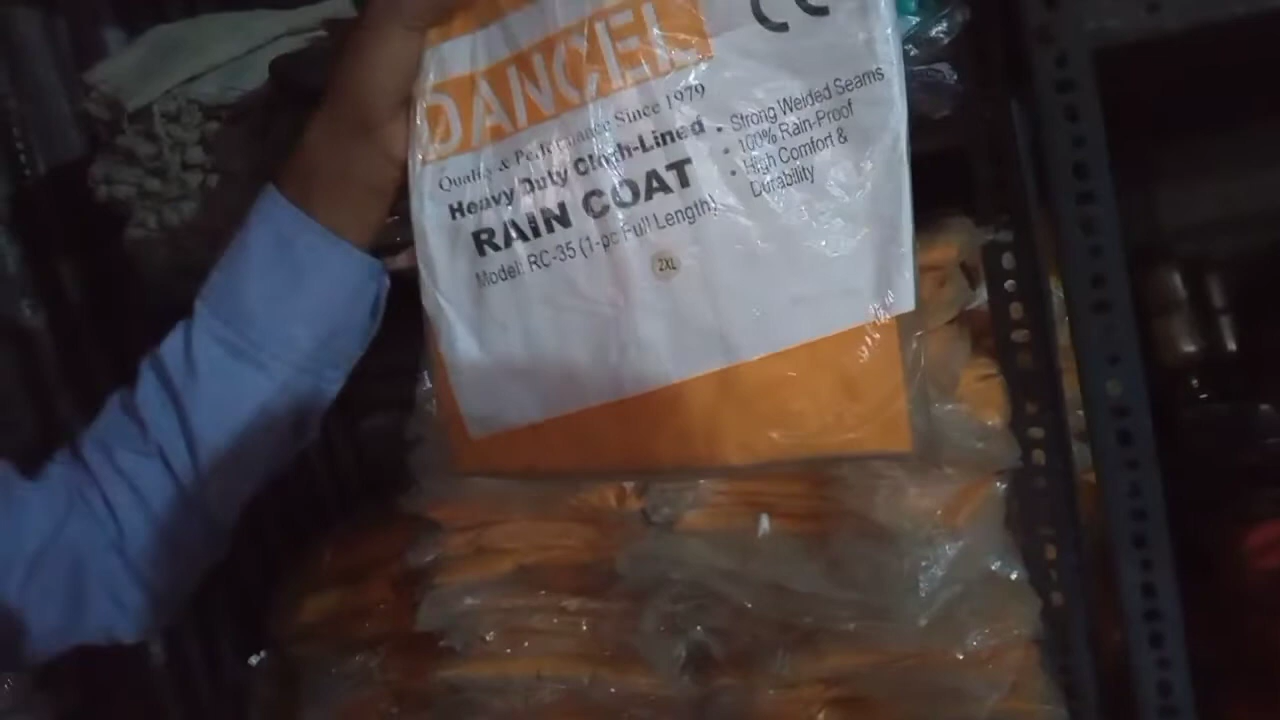 DANGEL
CE
Quality & Performance Since 1979
Heavy Duty Cloth-Lined
RAIN COAT
Model: RC-35 (1-pc Full Length)
• Strong Welded Seams
• 100% Rain-Proof
• High Comfort &
Durability
2XL